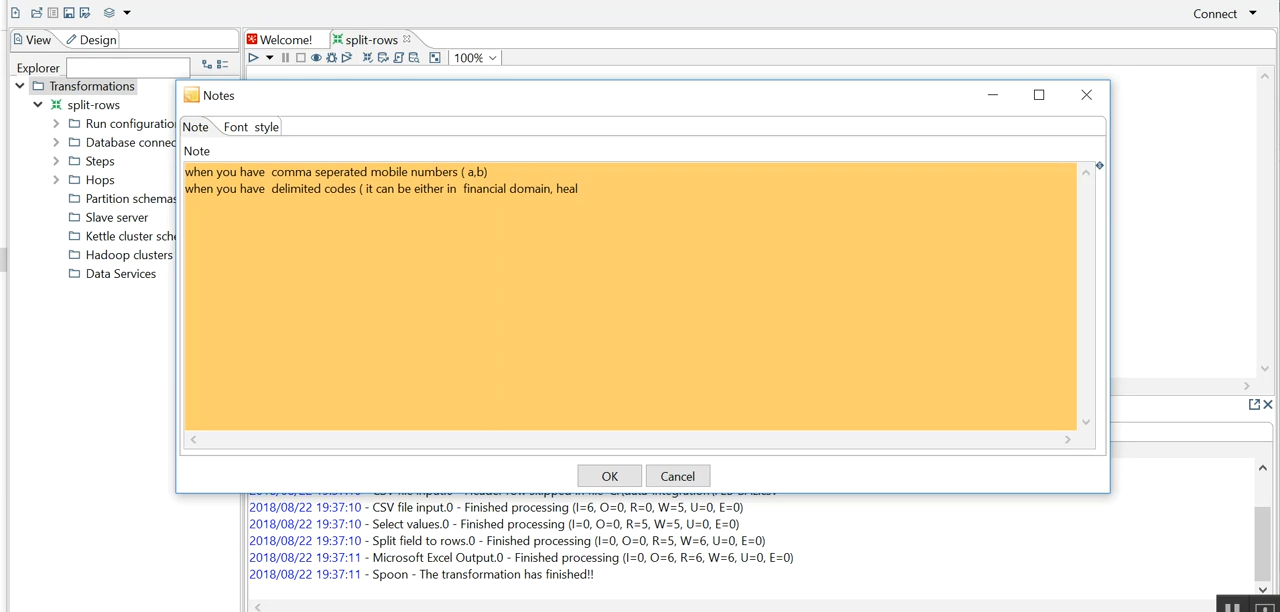 Connect
View
Design
Welcome!
split-rows
Explorer
100%
Transformations
split-rows
Run configuratio
Database connec
Steps
Hops
Partition schemas
Slave server
Kettle cluster sche
Hadoop clusters
Data Services
Notes
Note
Font style
Note
when you have comma seperated mobile numbers ( a,b)
when you have delimited codes ( it can be either in financial domain, heal
OK
Cancel
2018/08/22 19:37:10 - CSV file input.0 - Finished processing (I=6, O=0, R=0, W=5, U=0, E=0)
2018/08/22 19:37:10 - Select values.0 - Finished processing (I=0, O=0, R=5, W=5, U=0, E=0)
2018/08/22 19:37:10 - Split field to rows.0 - Finished processing (I=0, O=0, R=5, W=6, U=0, E=0)
2018/08/22 19:37:11 - Microsoft Excel Output.0 - Finished processing (I=0, O=6, R=6, W=6, U=0, E=0)
2018/08/22 19:37:11 - Spoon - The transformation has finished!!